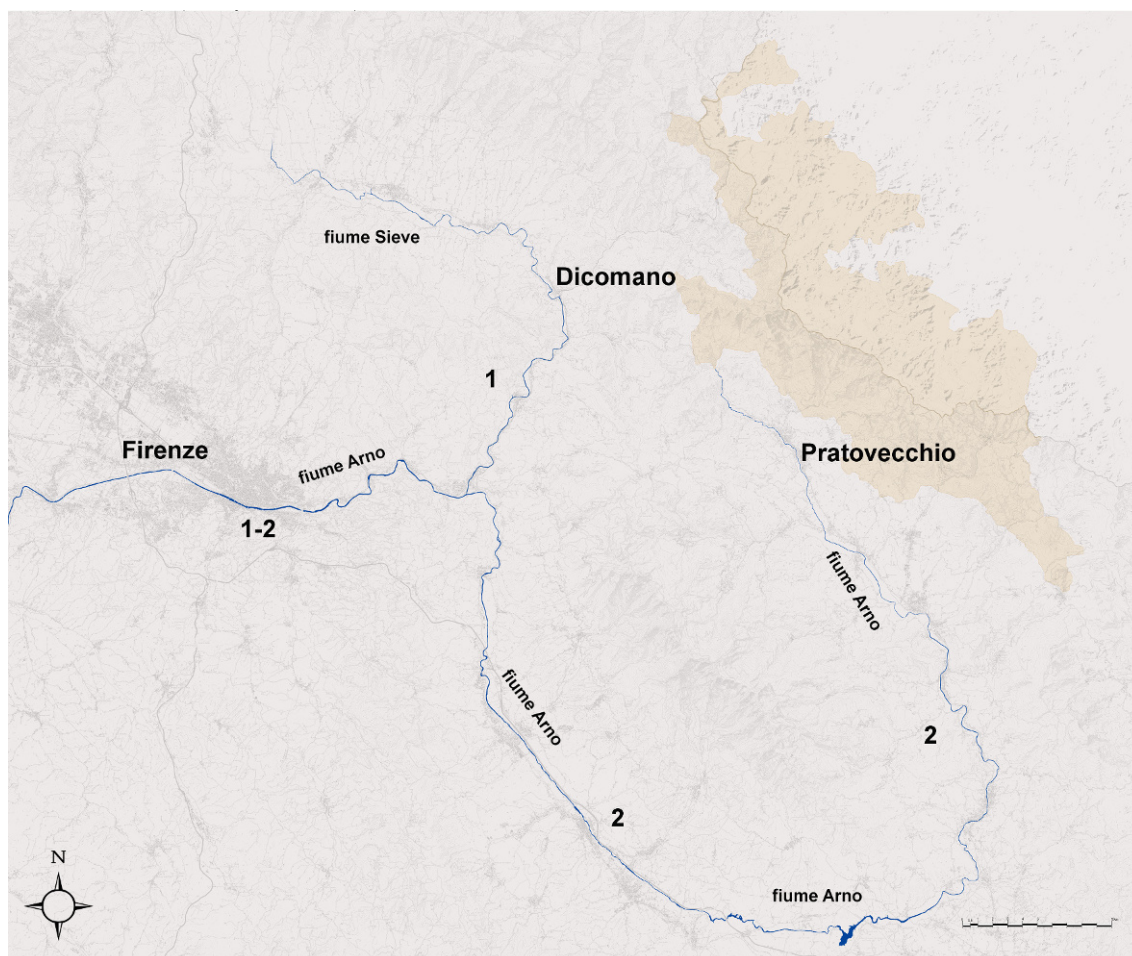 fiume Sieve
Dicomano
1
Firenze
fiume Arno
Pratovecchio
1-2
fiume Arno
fiume Arno
2
2
N
fiume Arno